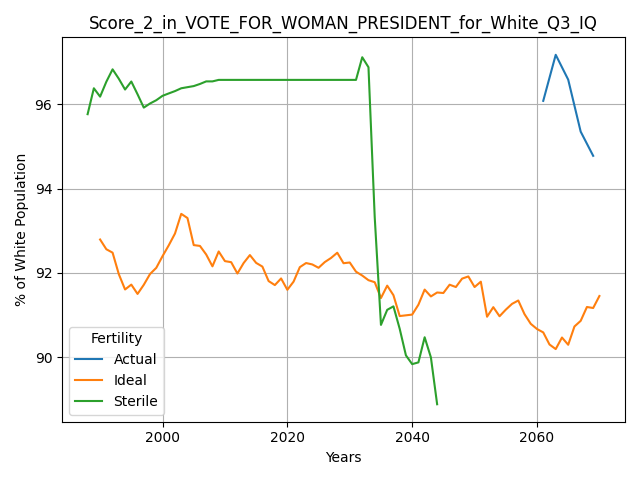 Score_2_in_VOTE_FOR_WOMAN_PRESIDENT_for_White_Q3_IQ
% of White Population
96
94
92
90
Fertility
Actual
Ideal
Sterile
2000 2020 2040 2060
Years